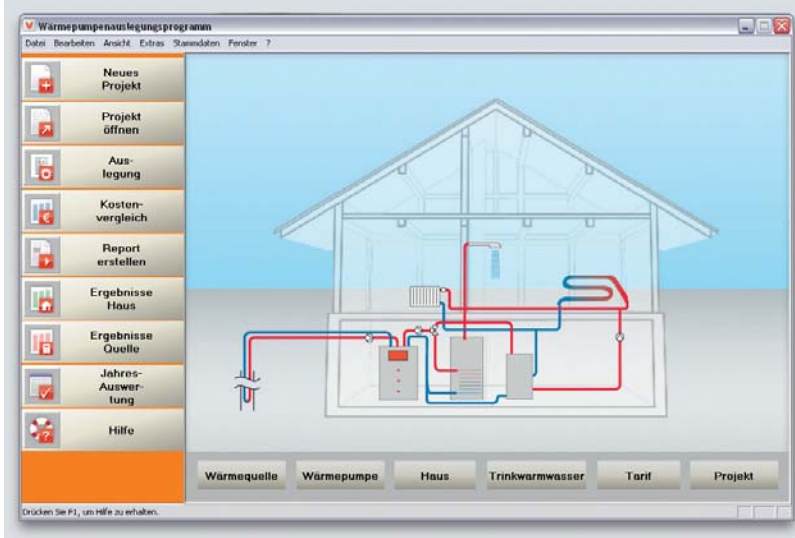 Wärmepumpenauslegungsprogramm
Datei Bearbeiten Ansicht Extras Stammdaten Fenster ?
Neues
Projekt
Projekt
öffnen
Aus-
legung
Kosten-
vergleich
Report
erstellen
Ergebnisse
Haus
Ergebnisse
Quelle
Jahres-
Auswer-
tung
Hilfe
Wärmequelle Wärmepumpe Haus Trinkwarmwasser Tarif Projekt
Drücken Sie F1, um Hilfe zu erhalten.